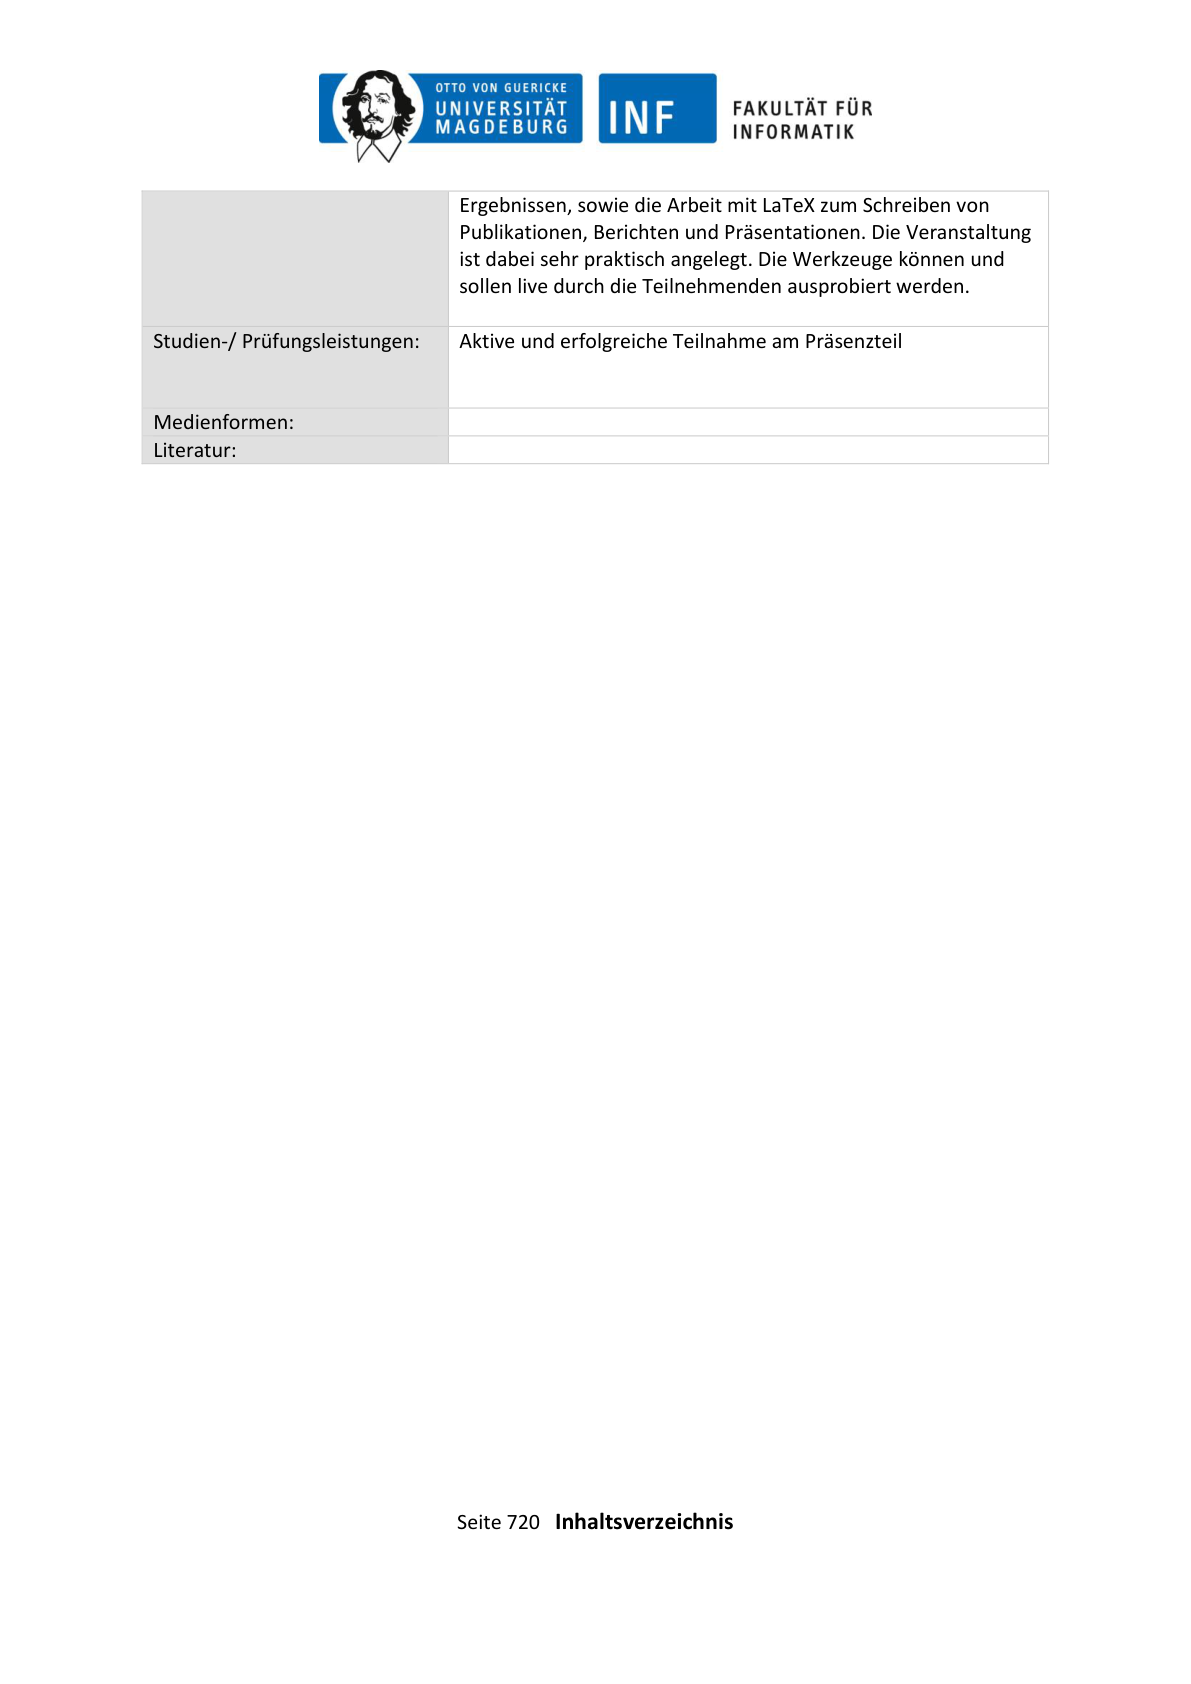 OTTO VON GUERICKE
UNIVERSITÄT
MAGDEBURG
INF
FAKULTÄT FÜR
INFORMATIK
Ergebnissen, sowie die Arbeit mit LaTeX zum Schreiben von
Publikationen, Berichten und Präsentationen. Die Veranstaltung
ist dabei sehr praktisch angelegt. Die Werkzeuge können und
sollen live durch die Teilnehmenden ausprobiert werden.
Studien-/ Prüfungsleistungen: Aktive und erfolgreiche Teilnahme am Präsenzteil
Medienformen:
Literatur:
Seite 720 Inhaltsverzeichnis